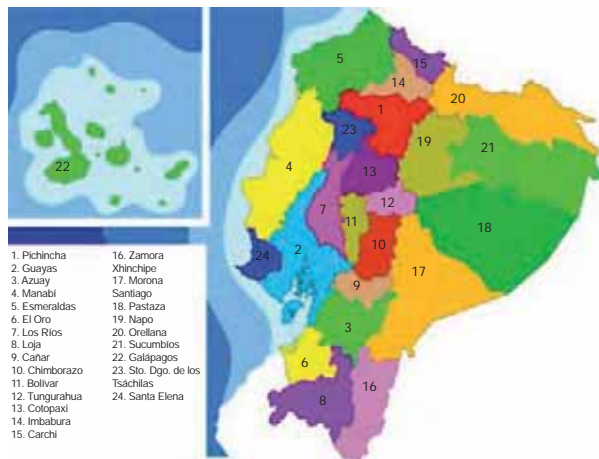 5
15
14
20
1
23
19
21
4
13
22
12
7
11
18
10
2
24
17
9
3
6
16
8
1. Pichincha
2. Guayas
3. Azuay
4. Manabí
5. Esmeraldas
6. El Oro
7. Los Ríos
8. Loja
9. Cañar
10. Chimborazo
11. Bolívar
12. Tungurahua
13. Cotopaxi
14. Imbabura
15. Carchi
16. Zamora
Xhinchipe
17. Morona
Santiago
18. Pastaza
19. Napo
20. Orellana
21. Sucumbíos
22. Galápagos
23. Sto. Dgo. de los
Tsáchilas
24. Santa Elena